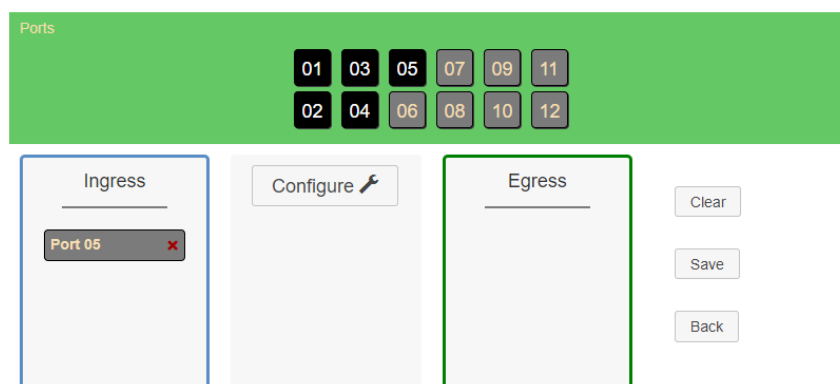 Ports
01 03 05 07 09 11
02 04 06 08 10 12
Ingress
Configure
Egress
Port 05
Clear
Save
Back